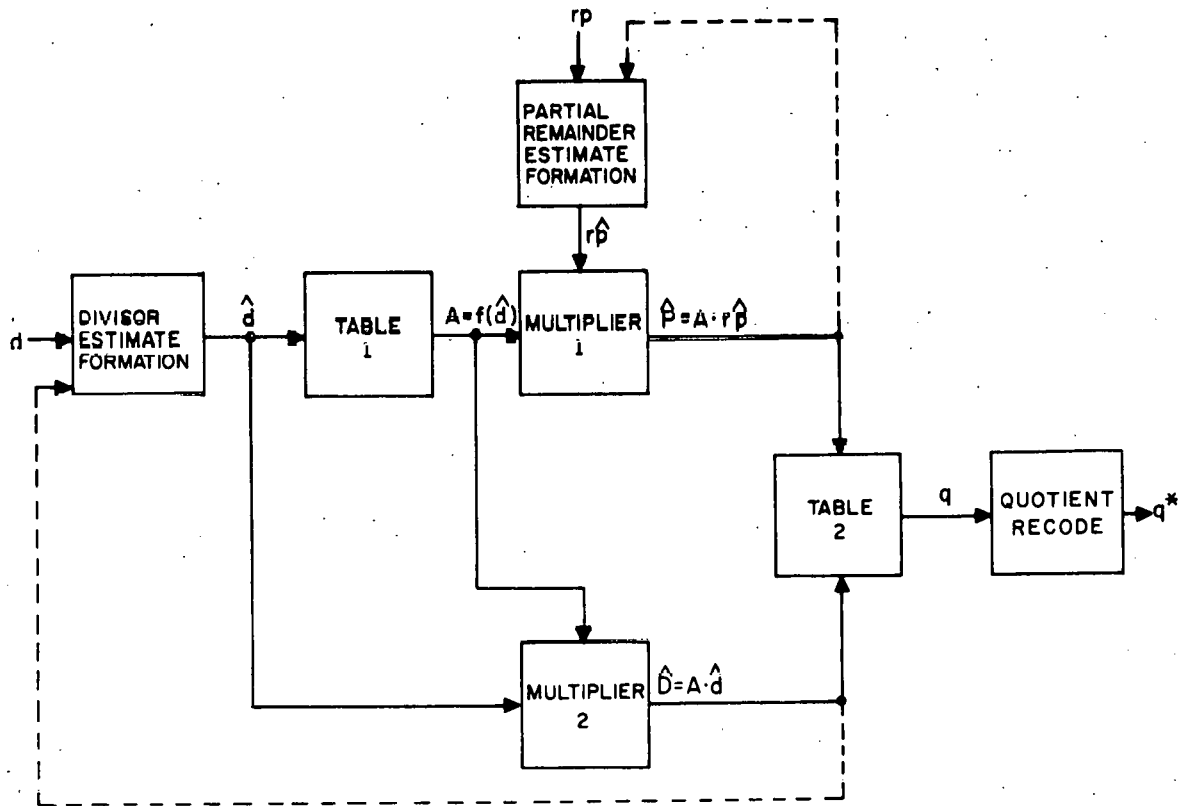 rp
PARTIAL
REMAINDER
ESTIMATE
FORMATION
rp̂
d
DIVISOR
ESTIMATE
FORMATION
d̂
TABLE
1
A=f(d̂)
MULTIPLIER
1
p̂=A·rp̂
TABLE
2
q
QUOTIENT
RECODE
q*
MULTIPLIER
2
D̂=A·d̂